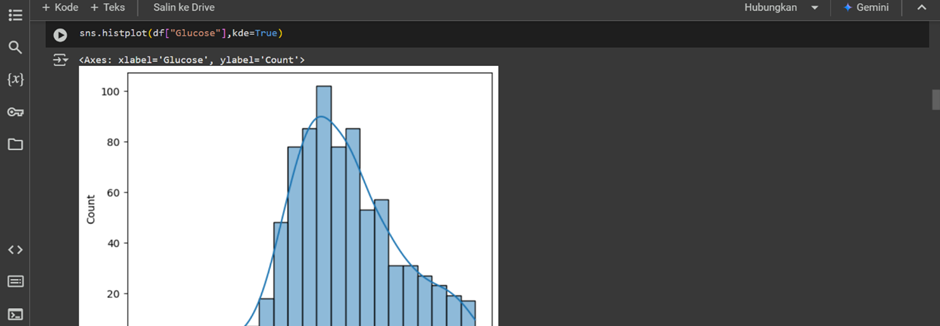 + Kode + Teks Salin ke Drive Hubungkan Gemini
sns.histplot(df["Glucose"],kde=True)
<Axes: xlabel='Glucose', ylabel='Count'>
100
80
60
40
20
Count
{x}